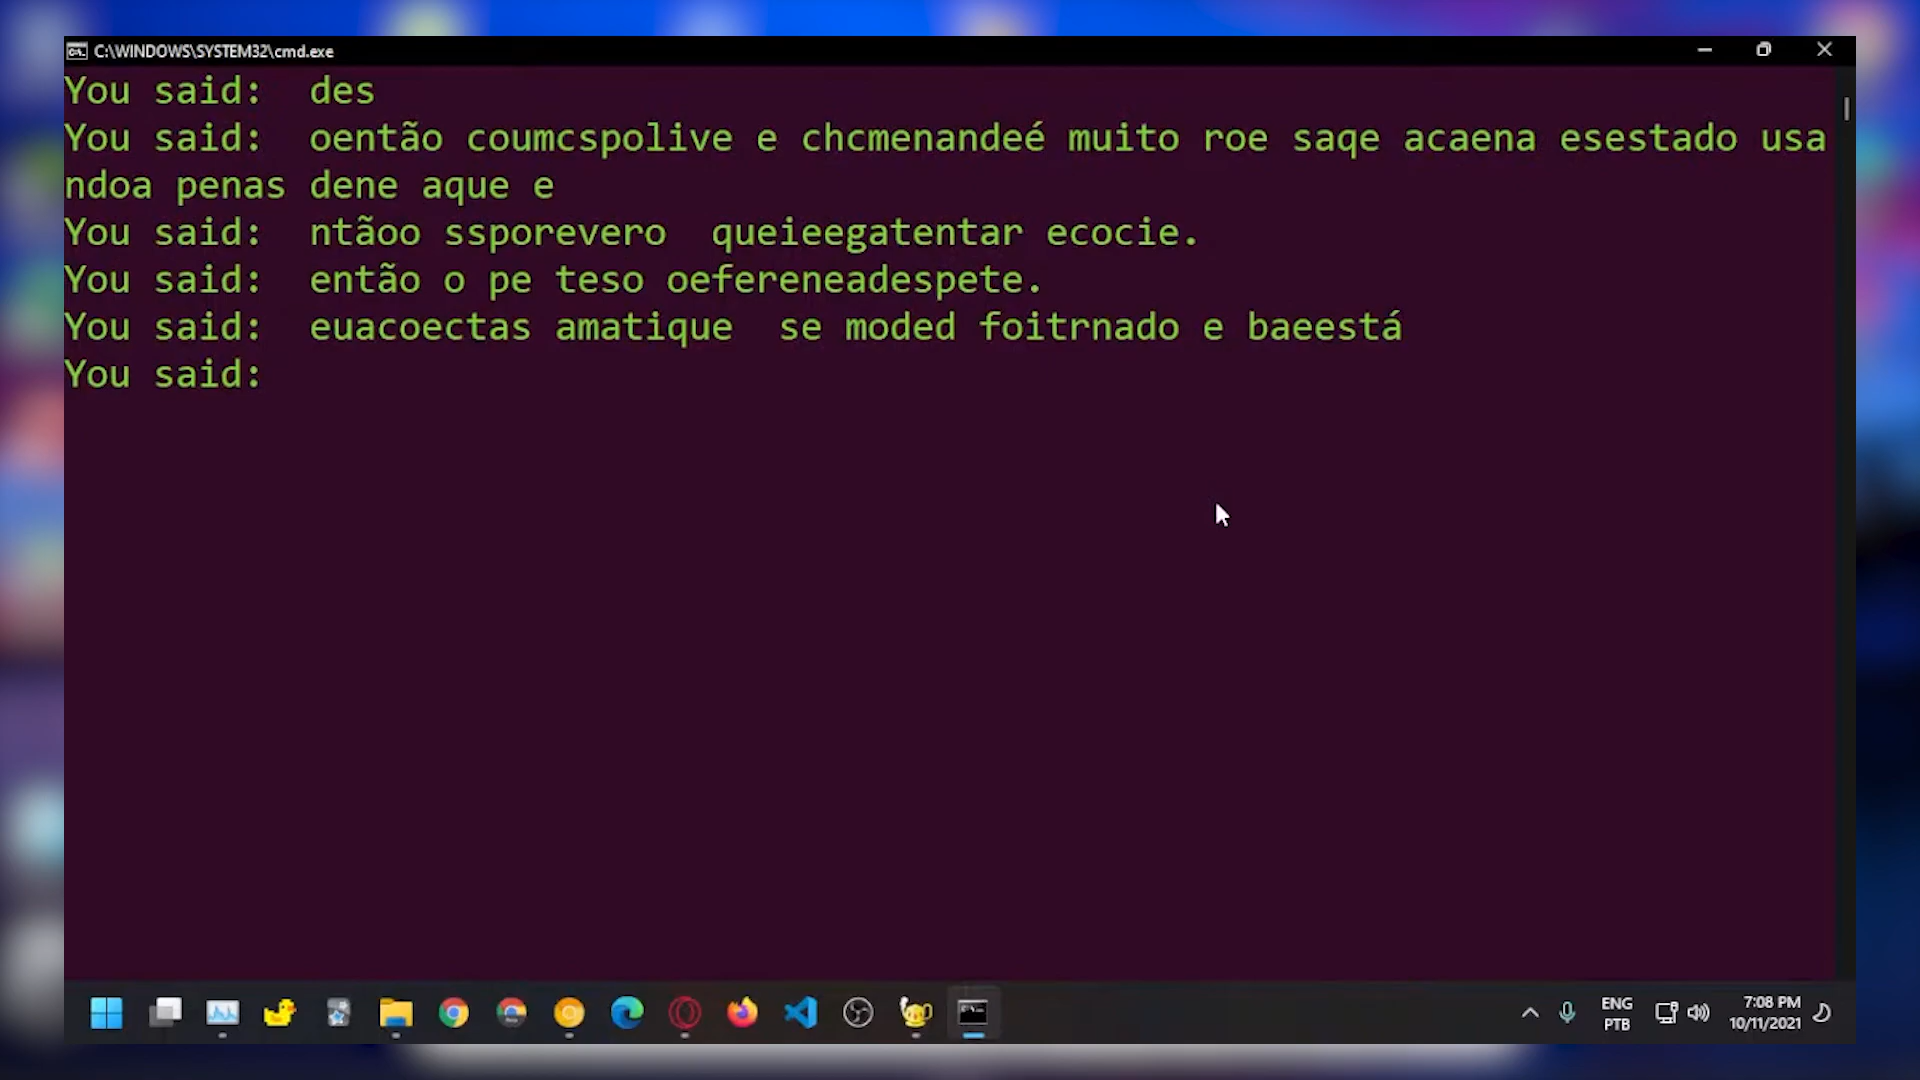 C:\WINDOWS\SYSTEM32\cmd.exe
You said:  des
You said:  oentão coumcspolive e chcmenandeé muito roe saqe acaena esestado usa
ndoa penas dene aque e
You said:  ntãoo ssporevero  queieegatentar ecocie.
You said:  então o pe teso oefereneadespete.
You said:  euacoectas amatique  se moded foitrnado e baeestá
You said:
ENG
PTB
7:08 PM
10/11/2021